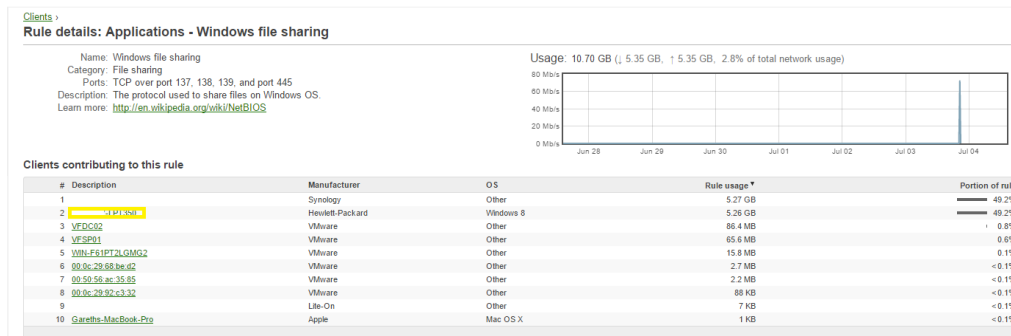 Clients ›
Rule details: Applications - Windows file sharing
Name: Windows file sharing
Category: File sharing
Ports: TCP over port 137, 138, 139, and port 445
Description: The protocol used to share files on Windows OS.
Learn more: http://en.wikipedia.org/wiki/NetBIOS
Usage: 10.70 GB (↓ 5.35 GB, ↑ 5.35 GB, 2.8% of total network usage)
80 Mb/s
60 Mb/s
40 Mb/s
20 Mb/s
0 Mb/s
Jun 28 Jun 29 Jun 30 Jul 01 Jul 02 Jul 03 Jul 04
Clients contributing to this rule
# Description Manufacturer OS Rule usage ▼ Portion of rul
1 Synology Other 5.27 GB 49.2%
2 Hewlett-Packard Windows 8 5.26 GB 49.2%
3 VFDC02 VMware Other 86.4 MB 0.8%
4 VFSP01 VMware Other 65.6 MB 0.6%
5 WIN-F61PT2LGMG2 VMware Other 15.8 MB 0.1%
6 00:0c:29:68:be:d2 VMware Other 2.7 MB <0.1%
7 00:50:56:ac:35:85 VMware Other 2.2 MB <0.1%
8 00:0c:29:92:c3:32 VMware Other 88 KB <0.1%
9 Lite-On Other 7 KB <0.1%
10 Gareths-MacBook-Pro Apple Mac OS X 1 KB <0.1%